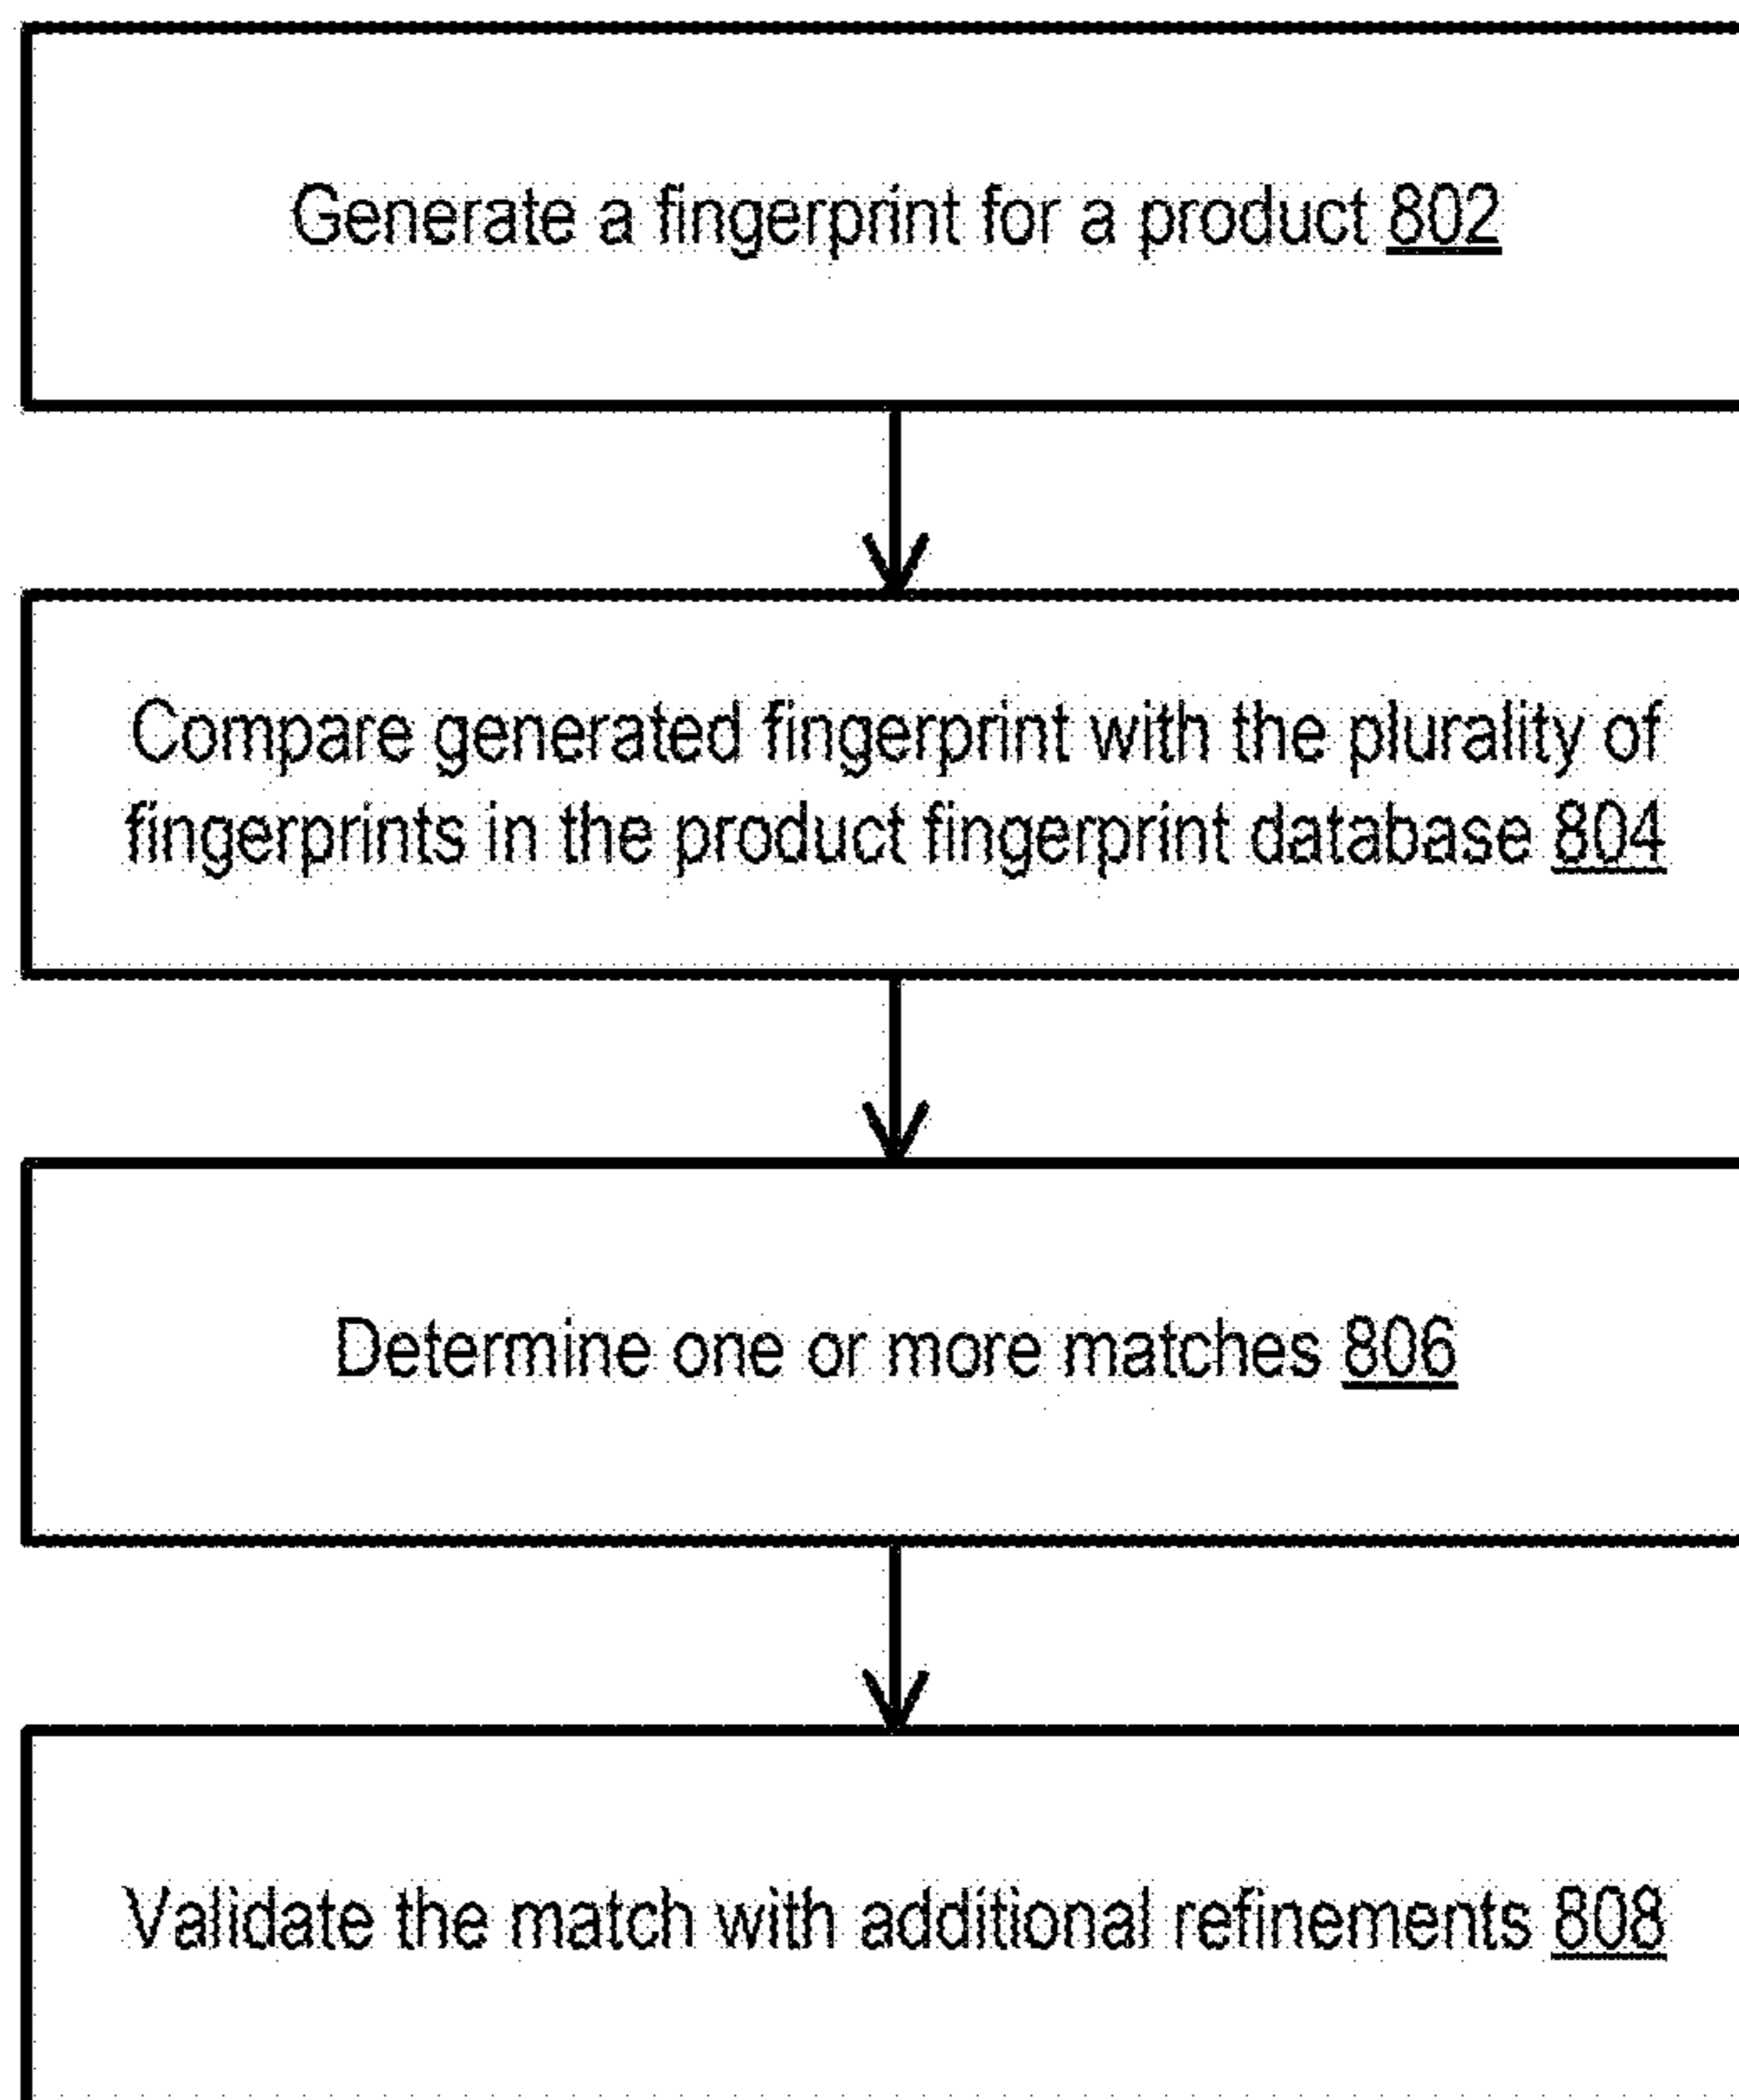 Generate a fingerprint for a product 802
Compare generated fingerprint with the plurality of
fingerprints in the product fingerprint database 804
Determine one or more matches 806
Validate the match with additional refinements 808